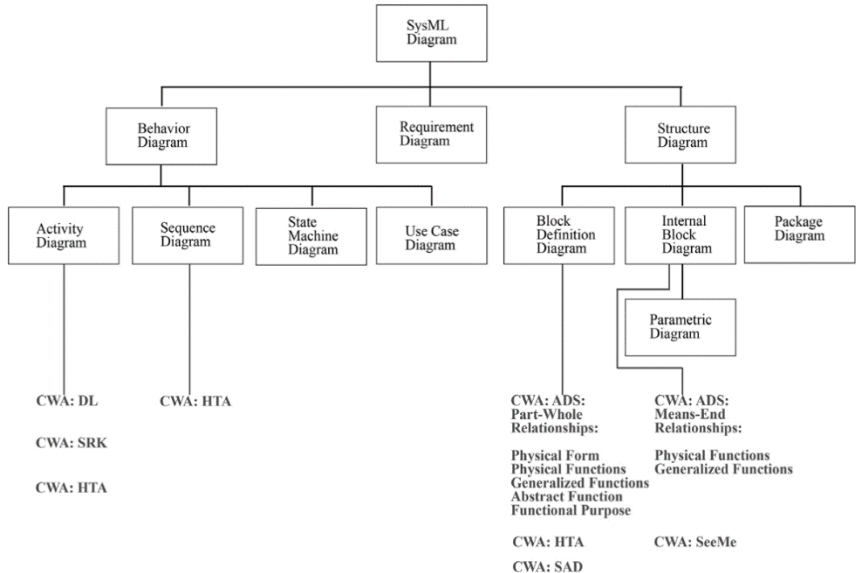 SysML
Diagram
Behavior
Diagram
Requirement
Diagram
Structure
Diagram
Activity
Diagram
Sequence
Diagram
State
Machine
Diagram
Use Case
Diagram
Block
Definition
Diagram
Internal
Block
Diagram
Package
Diagram
Parametric
Diagram
CWA: DL
CWA: SRK
CWA: HTA
CWA: HTA
CWA: ADS:
Part-Whole
Relationships:
Physical Form
Physical Functions
Generalized Functions
Abstract Function
Functional Purpose
CWA: HTA
CWA: SAD
CWA: ADS:
Means-End
Relationships:
Physical Functions
Generalized Functions
CWA: SeeMe